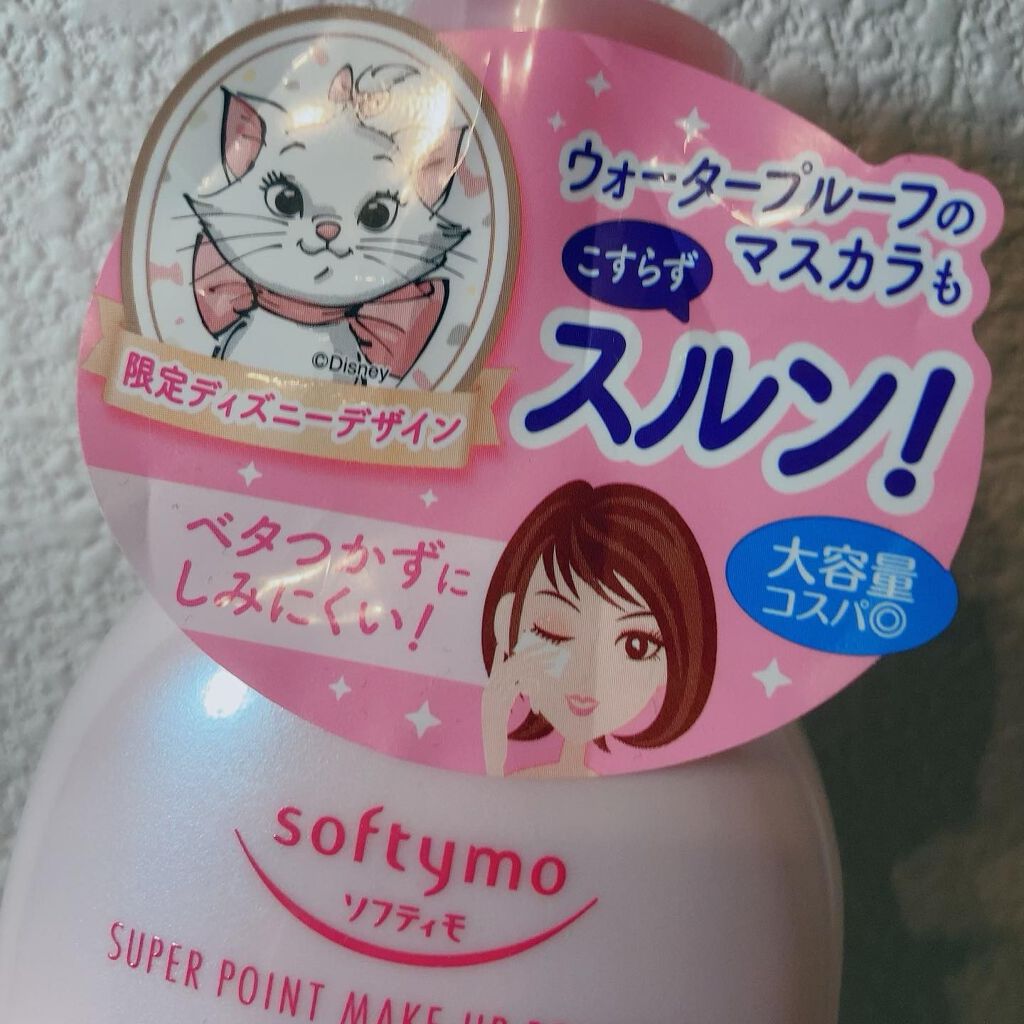 ウォータープルーフの
マスカラも
こすらず
スルン!
©Disney
限定ディズニーデザイン
ベタつかずに
しみにくい!
大容量
コスパ◎
softymo
ソフティモ
SUPER POINT MAKE UP